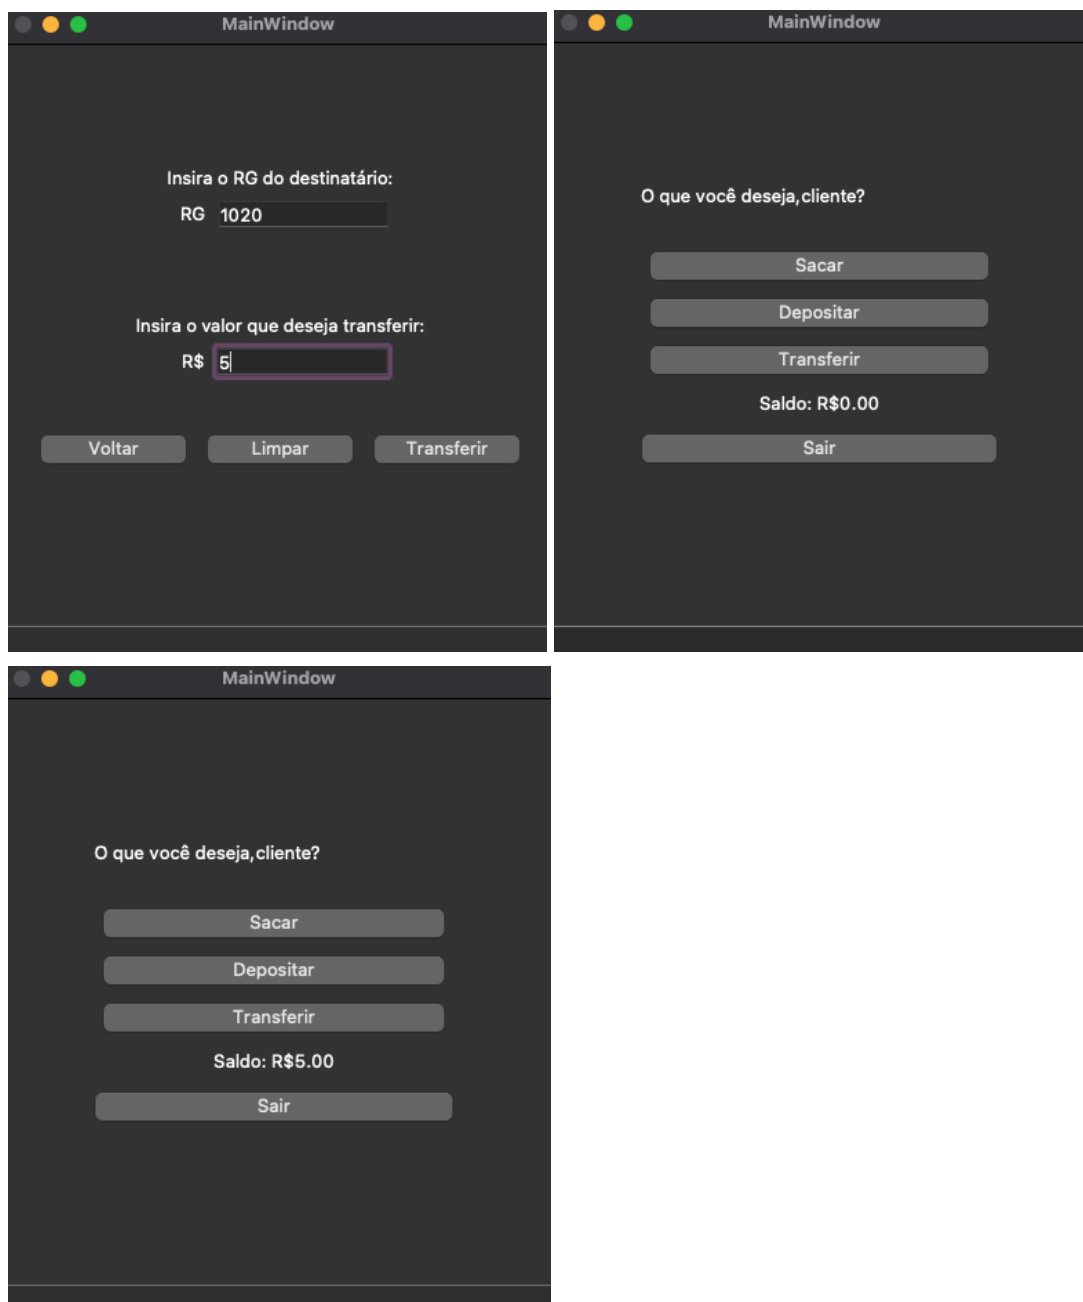 MainWindow
Insira o RG do destinatário:
RG 1020
Insira o valor que deseja transferir:
R$ 5
Voltar Limpar Transferir
MainWindow
O que você deseja,cliente?
Sacar
Depositar
Transferir
Saldo: R$0.00
Sair
MainWindow
O que você deseja,cliente?
Sacar
Depositar
Transferir
Saldo: R$5.00
Sair